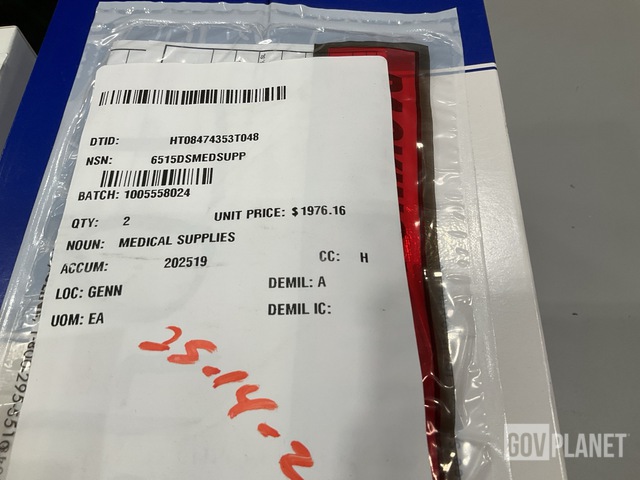 DTID: HT08474353T048
NSN: 6515DSMEDSUPP
BATCH: 1005558024
QTY: 2 UNIT PRICE: $1976.16
NOUN: MEDICAL SUPPLIES
ACCUM: 202519 CC: H
LOC: GENN DEMIL: A
UOM: EA DEMIL IC:
25-14-2
GOVPLANET